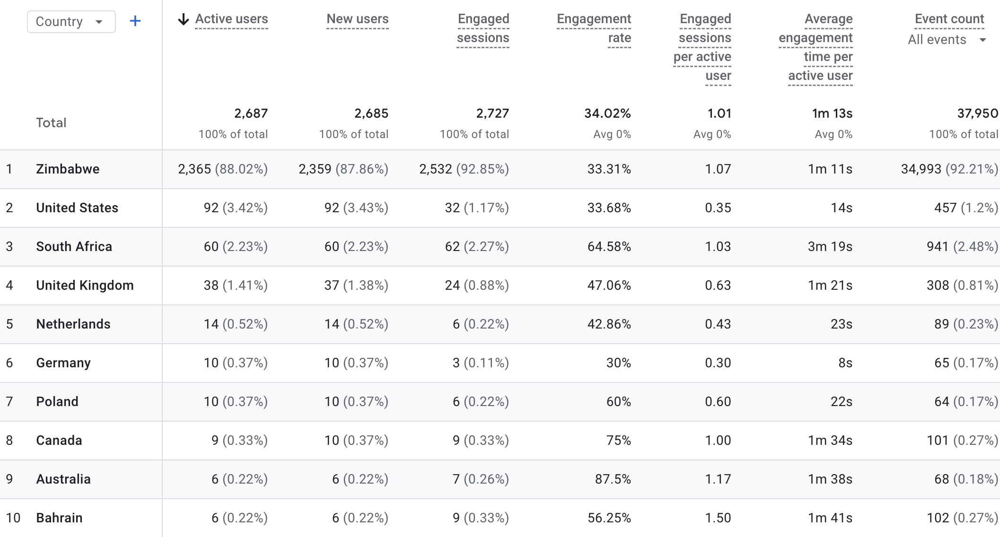 Country + Active users New users Engaged sessions Engagement rate Engaged sessions per active user Average engagement time per active user Event count All events
Total 2,687 2,685 2,727 34.02% 1.01 1m 13s 37,950
100% of total 100% of total 100% of total Avg 0% Avg 0% Avg 0% 100% of total
1 Zimbabwe 2,365 (88.02%) 2,359 (87.86%) 2,532 (92.85%) 33.31% 1.07 1m 11s 34,993 (92.21%)
2 United States 92 (3.42%) 92 (3.43%) 32 (1.17%) 33.68% 0.35 14s 457 (1.2%)
3 South Africa 60 (2.23%) 60 (2.23%) 62 (2.27%) 64.58% 1.03 3m 19s 941 (2.48%)
4 United Kingdom 38 (1.41%) 37 (1.38%) 24 (0.88%) 47.06% 0.63 1m 21s 308 (0.81%)
5 Netherlands 14 (0.52%) 14 (0.52%) 6 (0.22%) 42.86% 0.43 23s 89 (0.23%)
6 Germany 10 (0.37%) 10 (0.37%) 3 (0.11%) 30% 0.30 8s 65 (0.17%)
7 Poland 10 (0.37%) 10 (0.37%) 6 (0.22%) 60% 0.60 22s 64 (0.17%)
8 Canada 9 (0.33%) 10 (0.37%) 9 (0.33%) 75% 1.00 1m 34s 101 (0.27%)
9 Australia 6 (0.22%) 6 (0.22%) 7 (0.26%) 87.5% 1.17 1m 38s 68 (0.18%)
10 Bahrain 6 (0.22%) 6 (0.22%) 9 (0.33%) 56.25% 1.50 1m 41s 102 (0.27%)